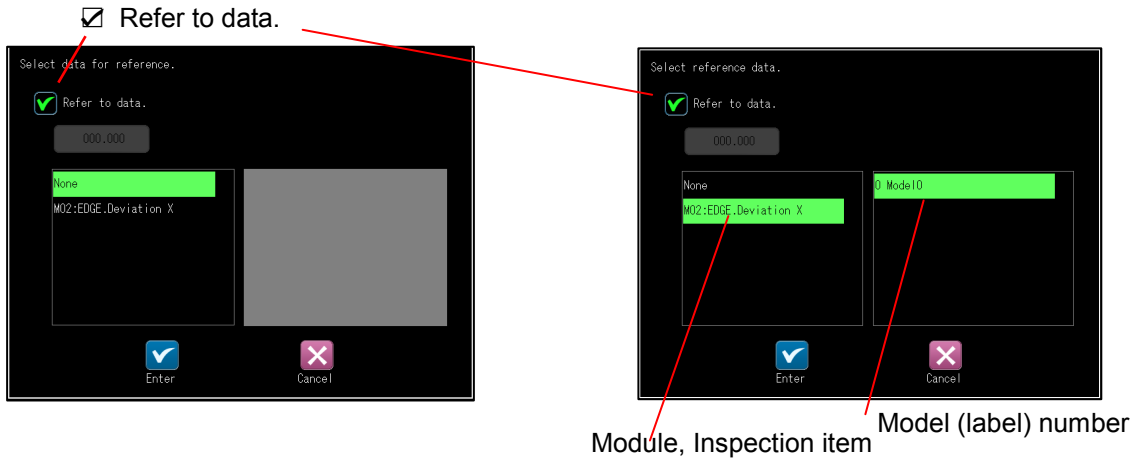 ☑ Refer to data.
Select data for reference.
Refer to data.
000.000
None
M02:EDGE.Deviation X
Enter
Cancel
Select reference data.
Refer to data.
000.000
None
M02:EDGE.Deviation X
0 Model0
Enter
Cancel
Module, Inspection item
Model (label) number